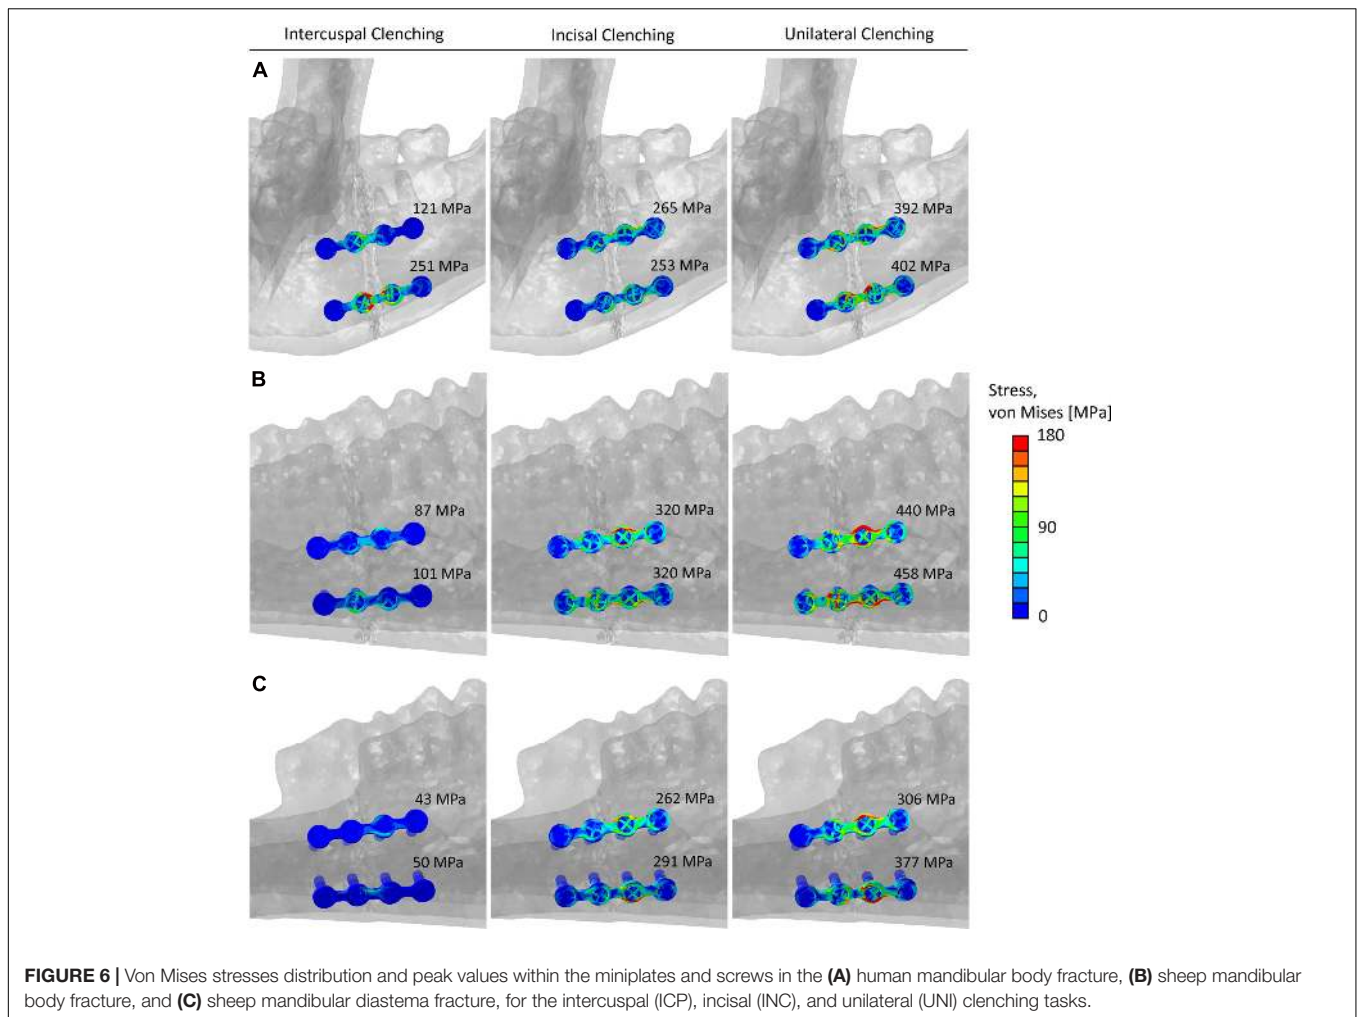 Intercuspal Clenching
Incisal Clenching
Unilateral Clenching
A
121 MPa
265 MPa
392 MPa
251 MPa
253 MPa
402 MPa
B
87 MPa
320 MPa
440 MPa
101 MPa
320 MPa
458 MPa
Stress,
von Mises [MPa]
180
90
0
C
43 MPa
262 MPa
306 MPa
50 MPa
291 MPa
377 MPa
FIGURE 6 | Von Mises stresses distribution and peak values within the miniplates and screws in the (A) human mandibular body fracture, (B) sheep mandibular
body fracture, and (C) sheep mandibular diastema fracture, for the intercuspal (ICP), incisal (INC), and unilateral (UNI) clenching tasks.